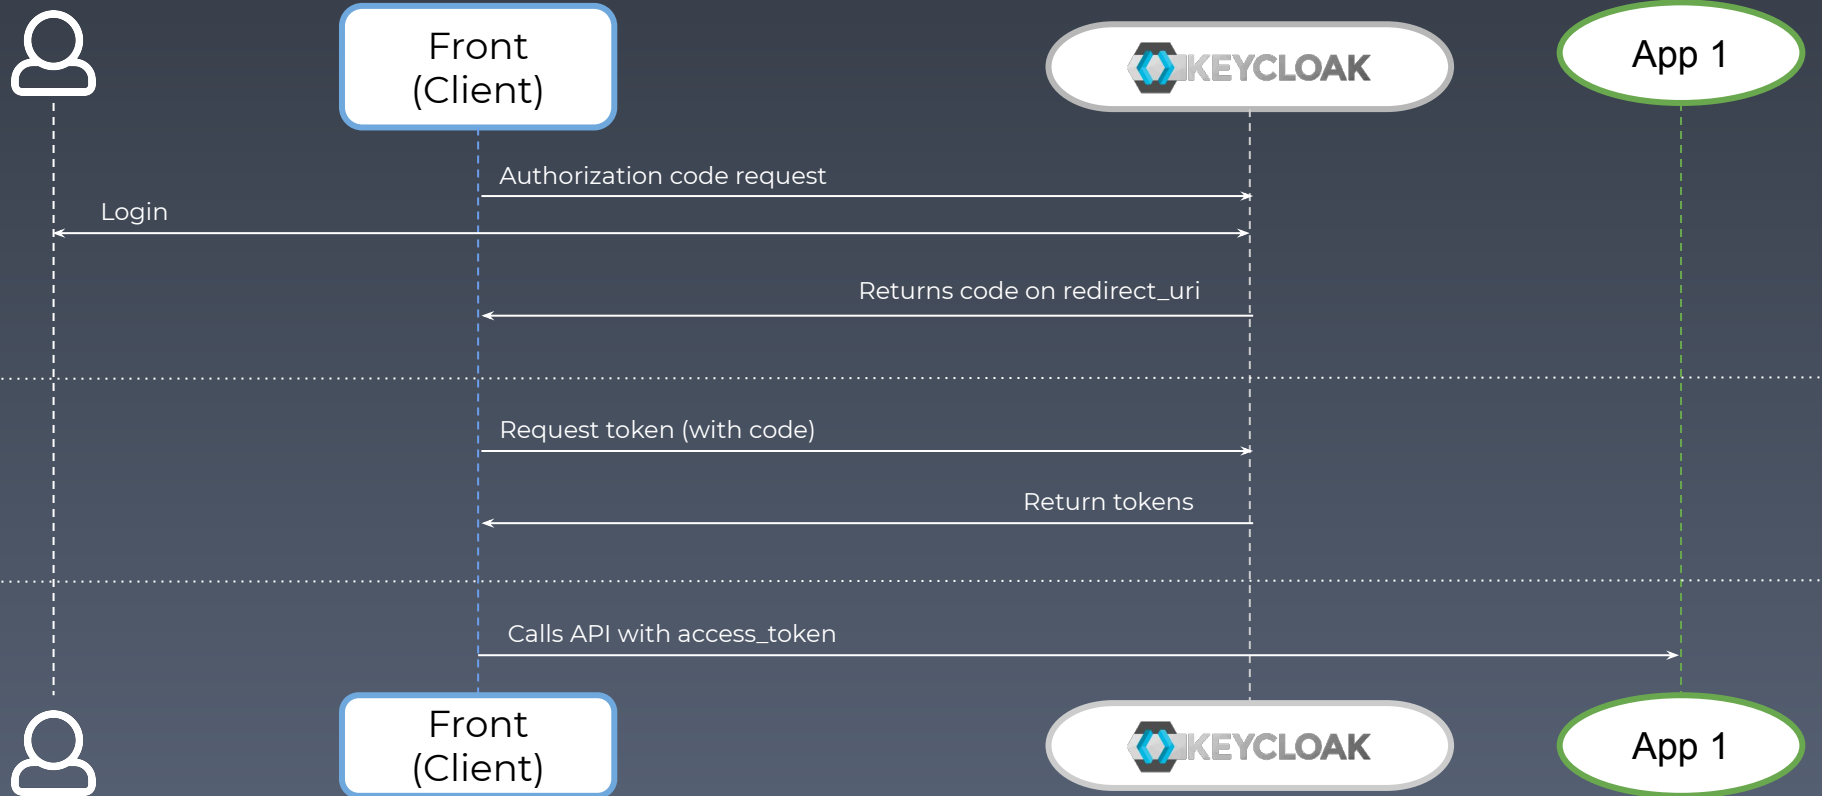 Front
(Client)
KEYCLOAK
App 1
Authorization code request
Login
Returns code on redirect_uri
Request token (with code)
Return tokens
Calls API with access_token
Front
(Client)
KEYCLOAK
App 1